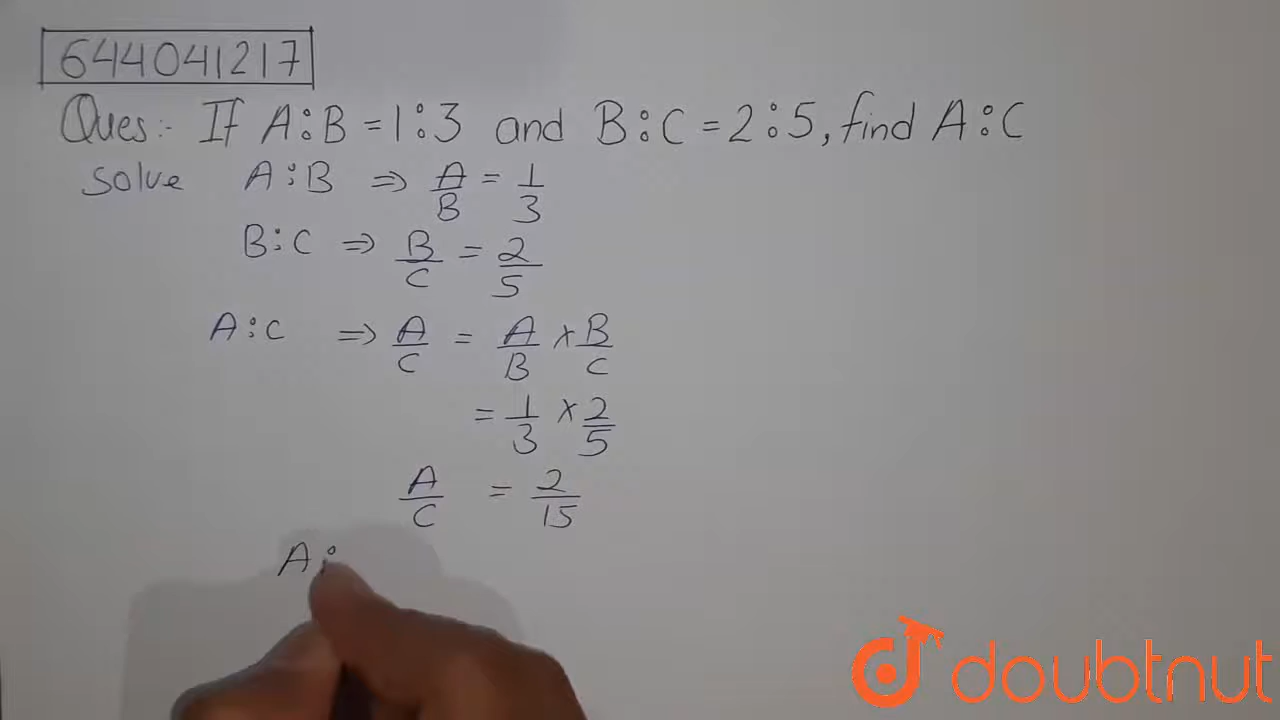 644041217
Ques:- If A:B = 1:3 and B:C = 2:5, find A:C
Solve A:B ⇒ A/B = 1/3
B:C ⇒ B/C = 2/5
A:C ⇒ A/C = A/B × B/C
= 1/3 × 2/5
A/C = 2/15
A:
doubtnut